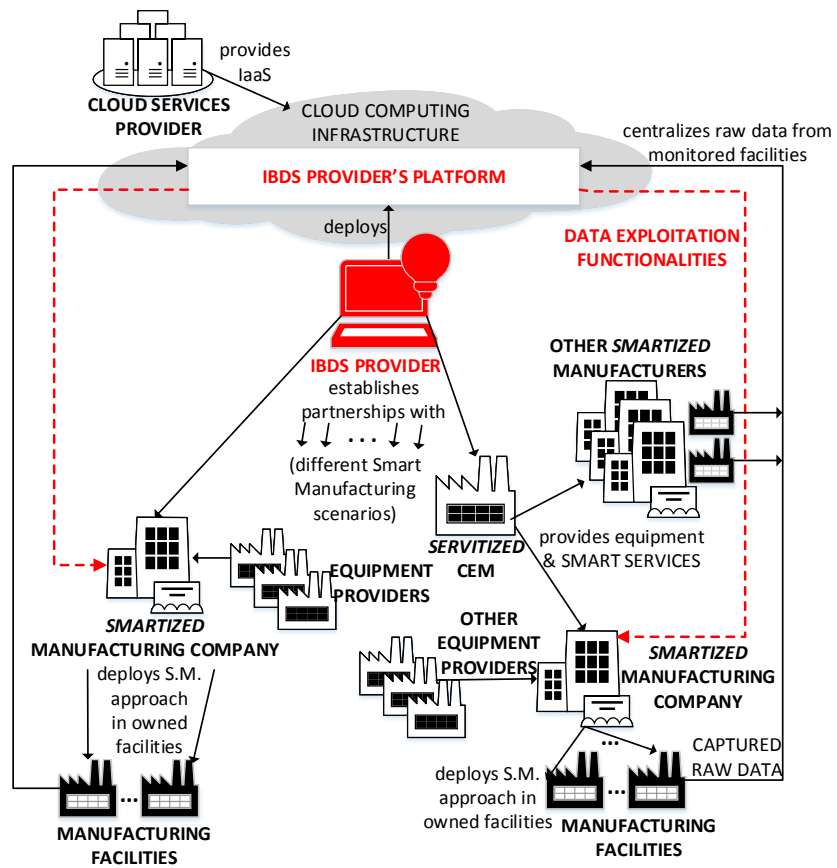 provides
IaaS
CLOUD SERVICES
PROVIDER
CLOUD COMPUTING
INFRASTRUCTURE
centralizes raw data from
monitored facilities
IBDS PROVIDER'S PLATFORM
deploys
DATA EXPLOITATION
FUNCTIONALITIES
IBDS PROVIDER
establishes
partnerships with
. . .
(different Smart
Manufacturing
scenarios)
OTHER SMARTIZED
MANUFACTURERS
SERVITIZED
CEM
provides equipment
& SMART SERVICES
EQUIPMENT
PROVIDERS
SMARTIZED
MANUFACTURING COMPANY
OTHER
EQUIPMENT
PROVIDERS
SMARTIZED
MANUFACTURING
COMPANY
deploys S.M.
approach
in owned
facilities
...
MANUFACTURING
FACILITIES
...
CAPTURED
RAW DATA
deploys S.M.
approach in
owned facilities
...
MANUFACTURING
FACILITIES